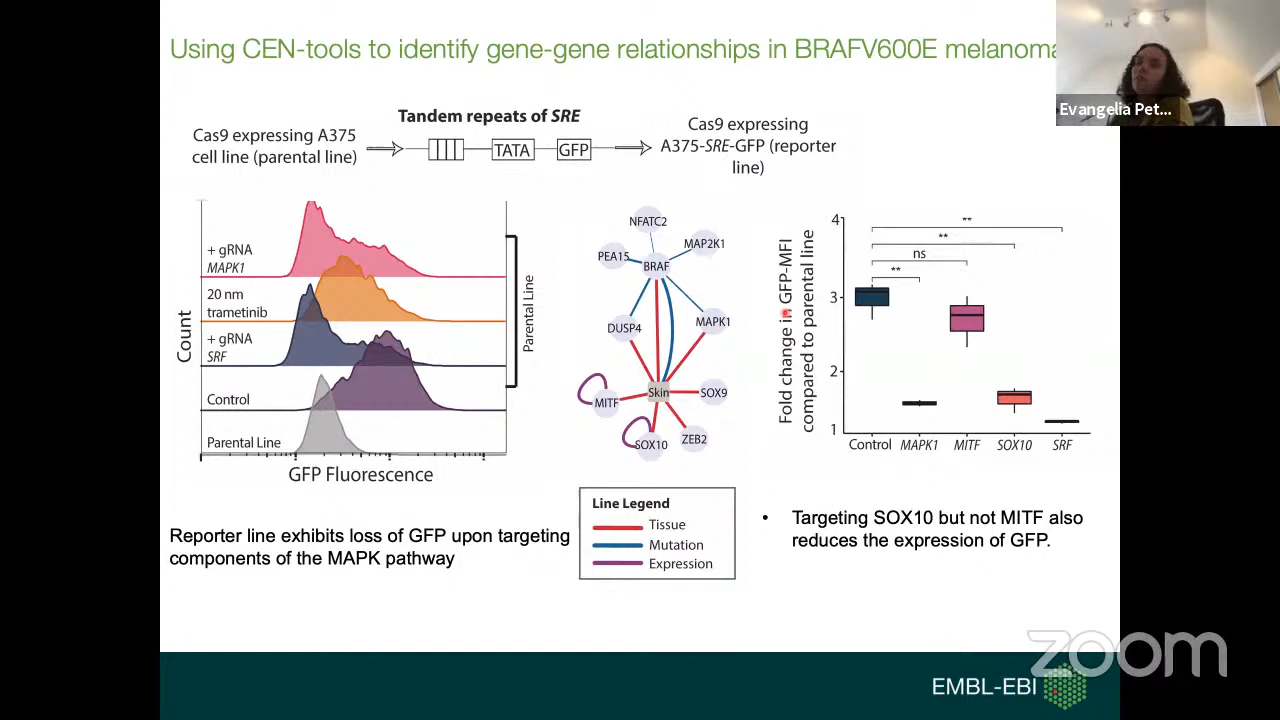 Using CEN-tools to identify gene-gene relationships in BRAFV600E melanoma
Evangelia Pet...
Tandem repeats of SRE
Cas9 expressing A375
cell line (parental line)
TATA
GFP
Cas9 expressing
A375-SRE-GFP (reporter
line)
Count
+ gRNA
MAPK1
20 nm
trametinib
+ gRNA
SRF
Control
Parental Line
Parental Line
GFP Fluorescence
NFATC2
MAP2K1
PEA15
BRAF
DUSP4
MAPK1
Skin
SOX9
MITF
SOX10
ZEB2
Line Legend
Tissue
Mutation
Expression
Fold change in GFP-MFI
compared to parental line
4
3
2
1
**
**
ns
**
Control
MAPK1
MITF
SOX10
SRF
Reporter line exhibits loss of GFP upon targeting
components of the MAPK pathway
• Targeting SOX10 but not MITF also
reduces the expression of GFP.
zoom
EMBL-EBI